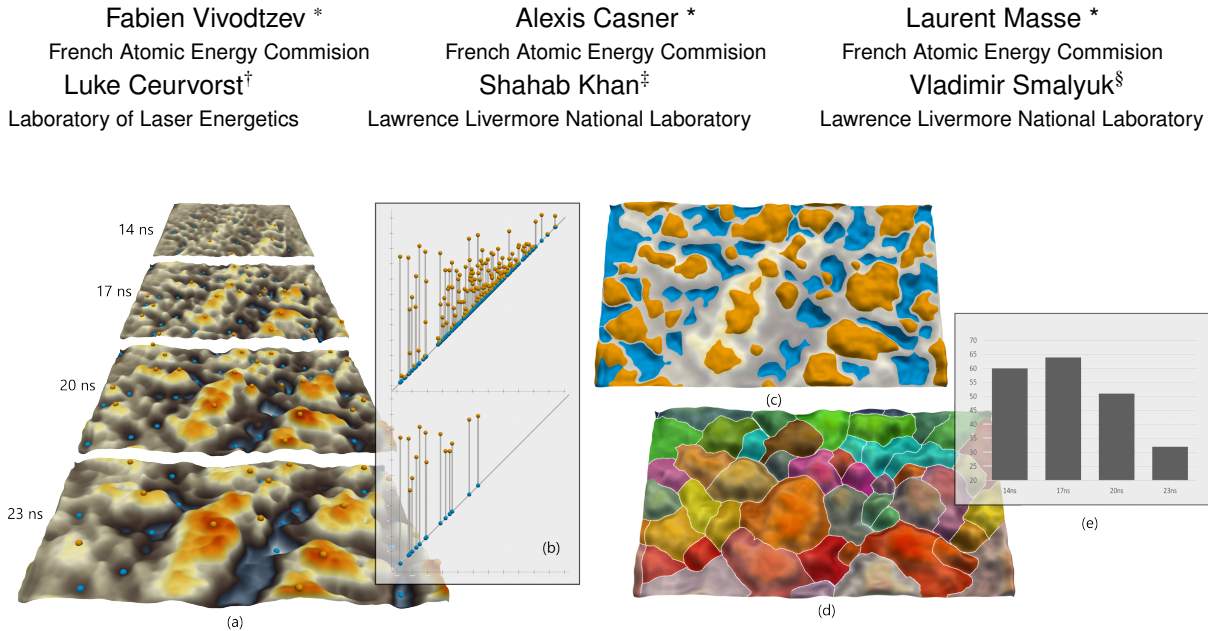 Fabien Vivodtzev * Alexis Casner * Laurent Masse *
French Atomic Energy Commision French Atomic Energy Commision French Atomic Energy Commision
Luke Ceurvorst† Shahab Khan‡ Vladimir Smalyuk§
Laboratory of Laser Energetics Lawrence Livermore National Laboratory Lawrence Livermore National Laboratory
14 ns
17 ns
20 ns
23 ns
(a)
(b)
(c)
(d)
70
65
60
55
50
45
40
35
30
25
20
14ns 17ns 20ns 23ns
(e)